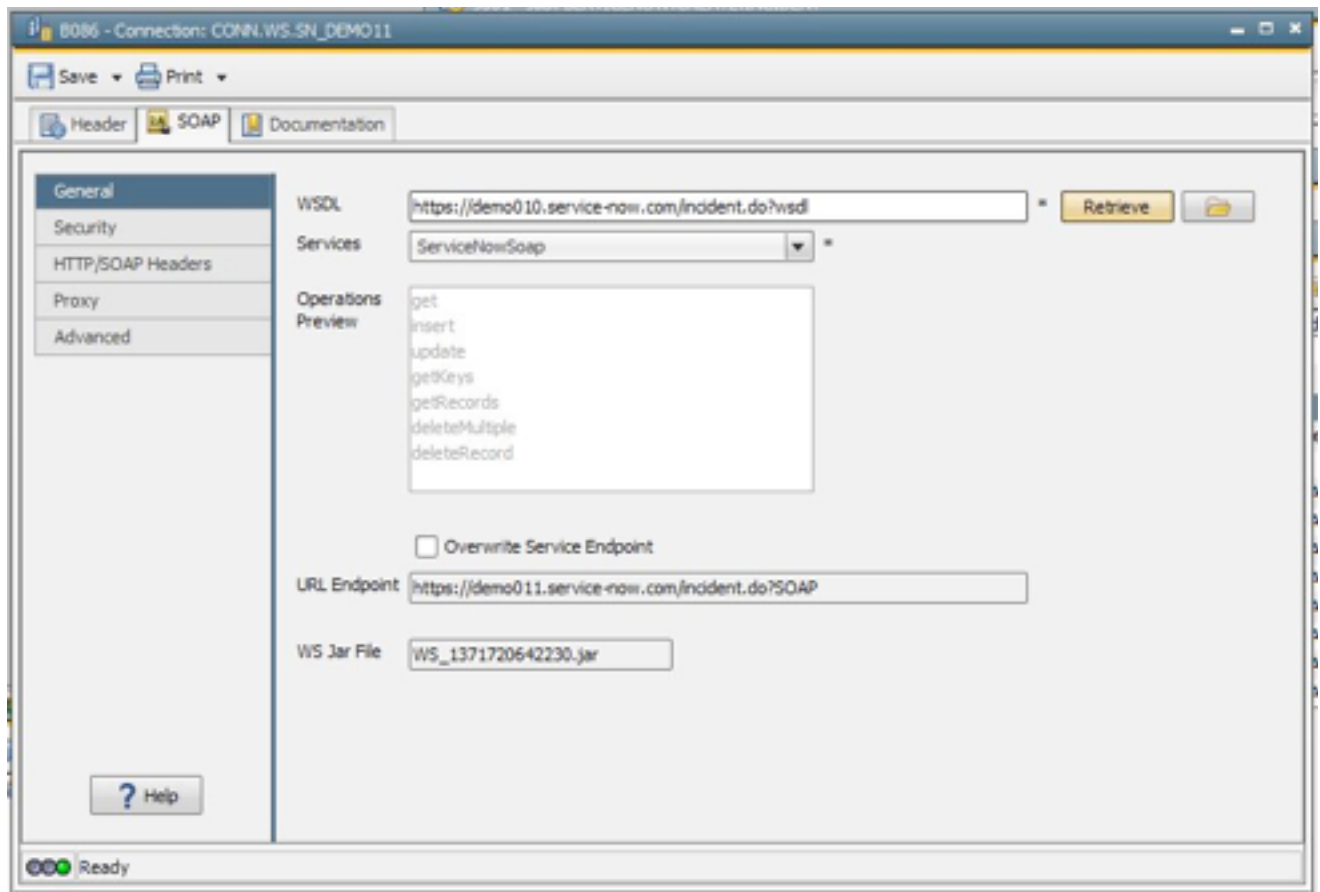 B086 - Connection: CONN.WS.SN_DEMO11
Save Print
Header SOAP Documentation
General
Security
HTTP/SOAP Headers
Proxy
Advanced
WSDL https://demo010.service-now.com/incident.do?wsdl * Retrieve
Services ServiceNowSoap *
Operations Preview
get
insert
update
getKeys
getRecords
deleteMultiple
deleteRecord
Overwrite Service Endpoint
URL Endpoint https://demo011.service-now.com/incident.do?SOAP
WS Jar File WS_1371720642230.jar
? Help
Ready